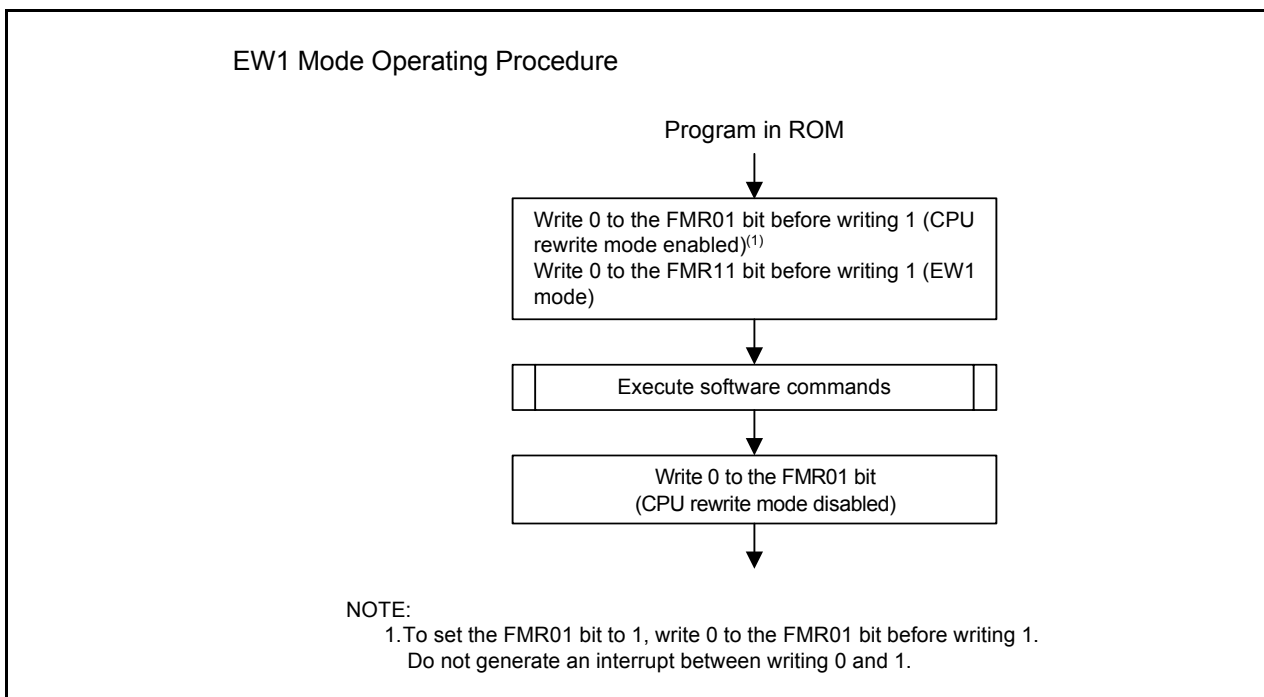 EW1 Mode Operating Procedure
Program in ROM
Write 0 to the FMR01 bit before writing 1 (CPU
rewrite mode enabled)(1)
Write 0 to the FMR11 bit before writing 1 (EW1
mode)
Execute software commands
Write 0 to the FMR01 bit
(CPU rewrite mode disabled)
NOTE:
1.To set the FMR01 bit to 1, write 0 to the FMR01 bit before writing 1.
Do not generate an interrupt between writing 0 and 1.